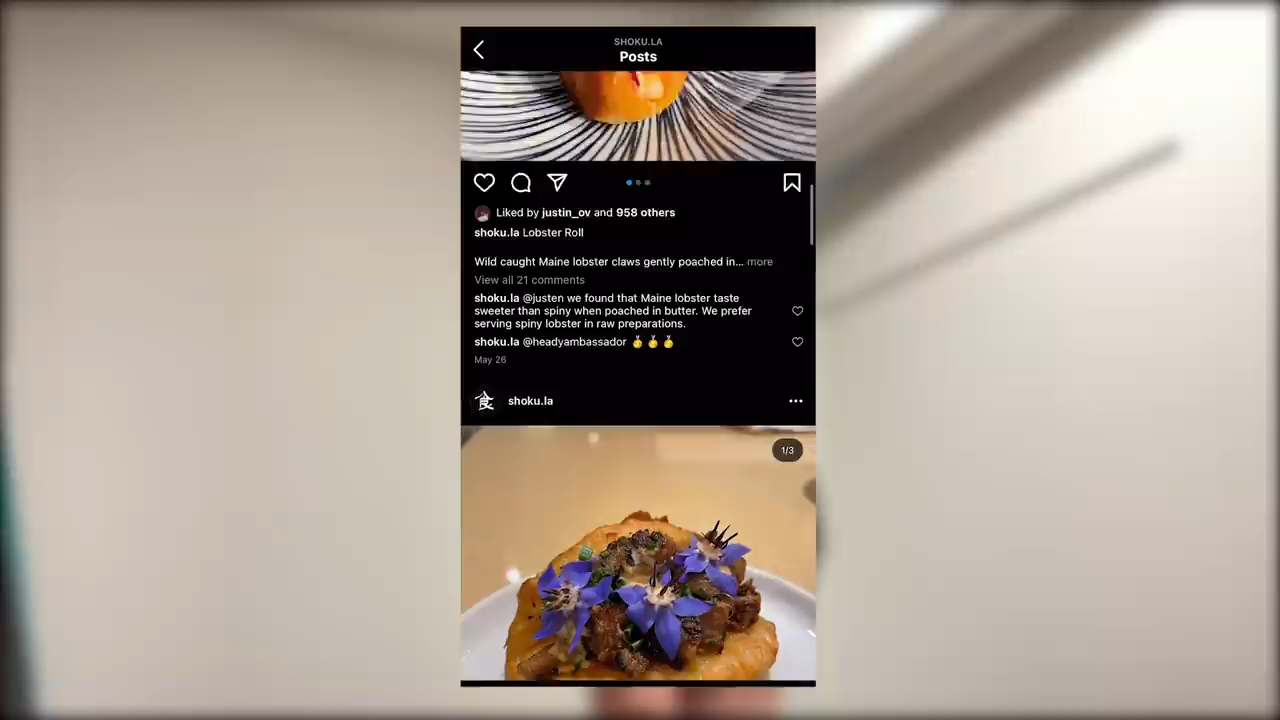 SHOKU.LA
Posts
Liked by justin_ov and 958 others
shoku.la Lobster Roll
Wild caught Maine lobster claws gently poached in... more
View all 21 comments
shoku.la @justen we found that Maine lobster taste
sweeter than spiny when poached in butter. We prefer
serving spiny lobster in raw preparations.
shoku.la @headyambassador 🥇🥇🥇
May 26
食 shoku.la
1/3